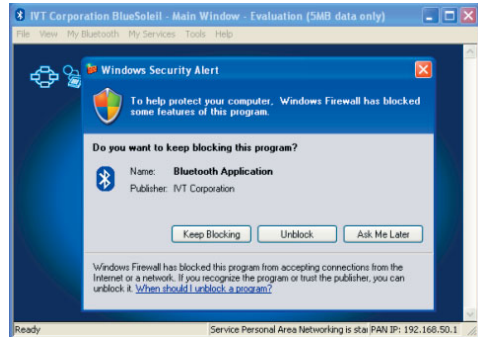 IVT Corporation BlueSoleil - Main Window - Evaluation (5MB data only)
File View My Bluetooth My Services Tools Help
Windows Security Alert
To help protect your computer, Windows Firewall has blocked
some features of this program.
Do you want to keep blocking this program?
Name: Bluetooth Application
Publisher: IVT Corporation
Keep Blocking Unblock Ask Me Later
Windows Firewall has blocked this program from accepting connections from the
Internet or a network. If you recognize the program or trust the publisher, you can
unblock it. When should I unblock a program?
Ready Service Personal Area Networking is sta PAN IP: 192.168.50.1